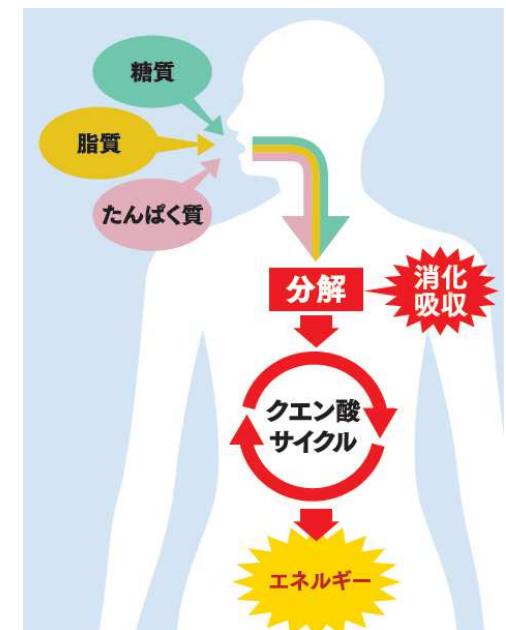 糖質
脂質
たんぱく質
分解
消化
吸収
クエン酸
サイクル
エネルギー